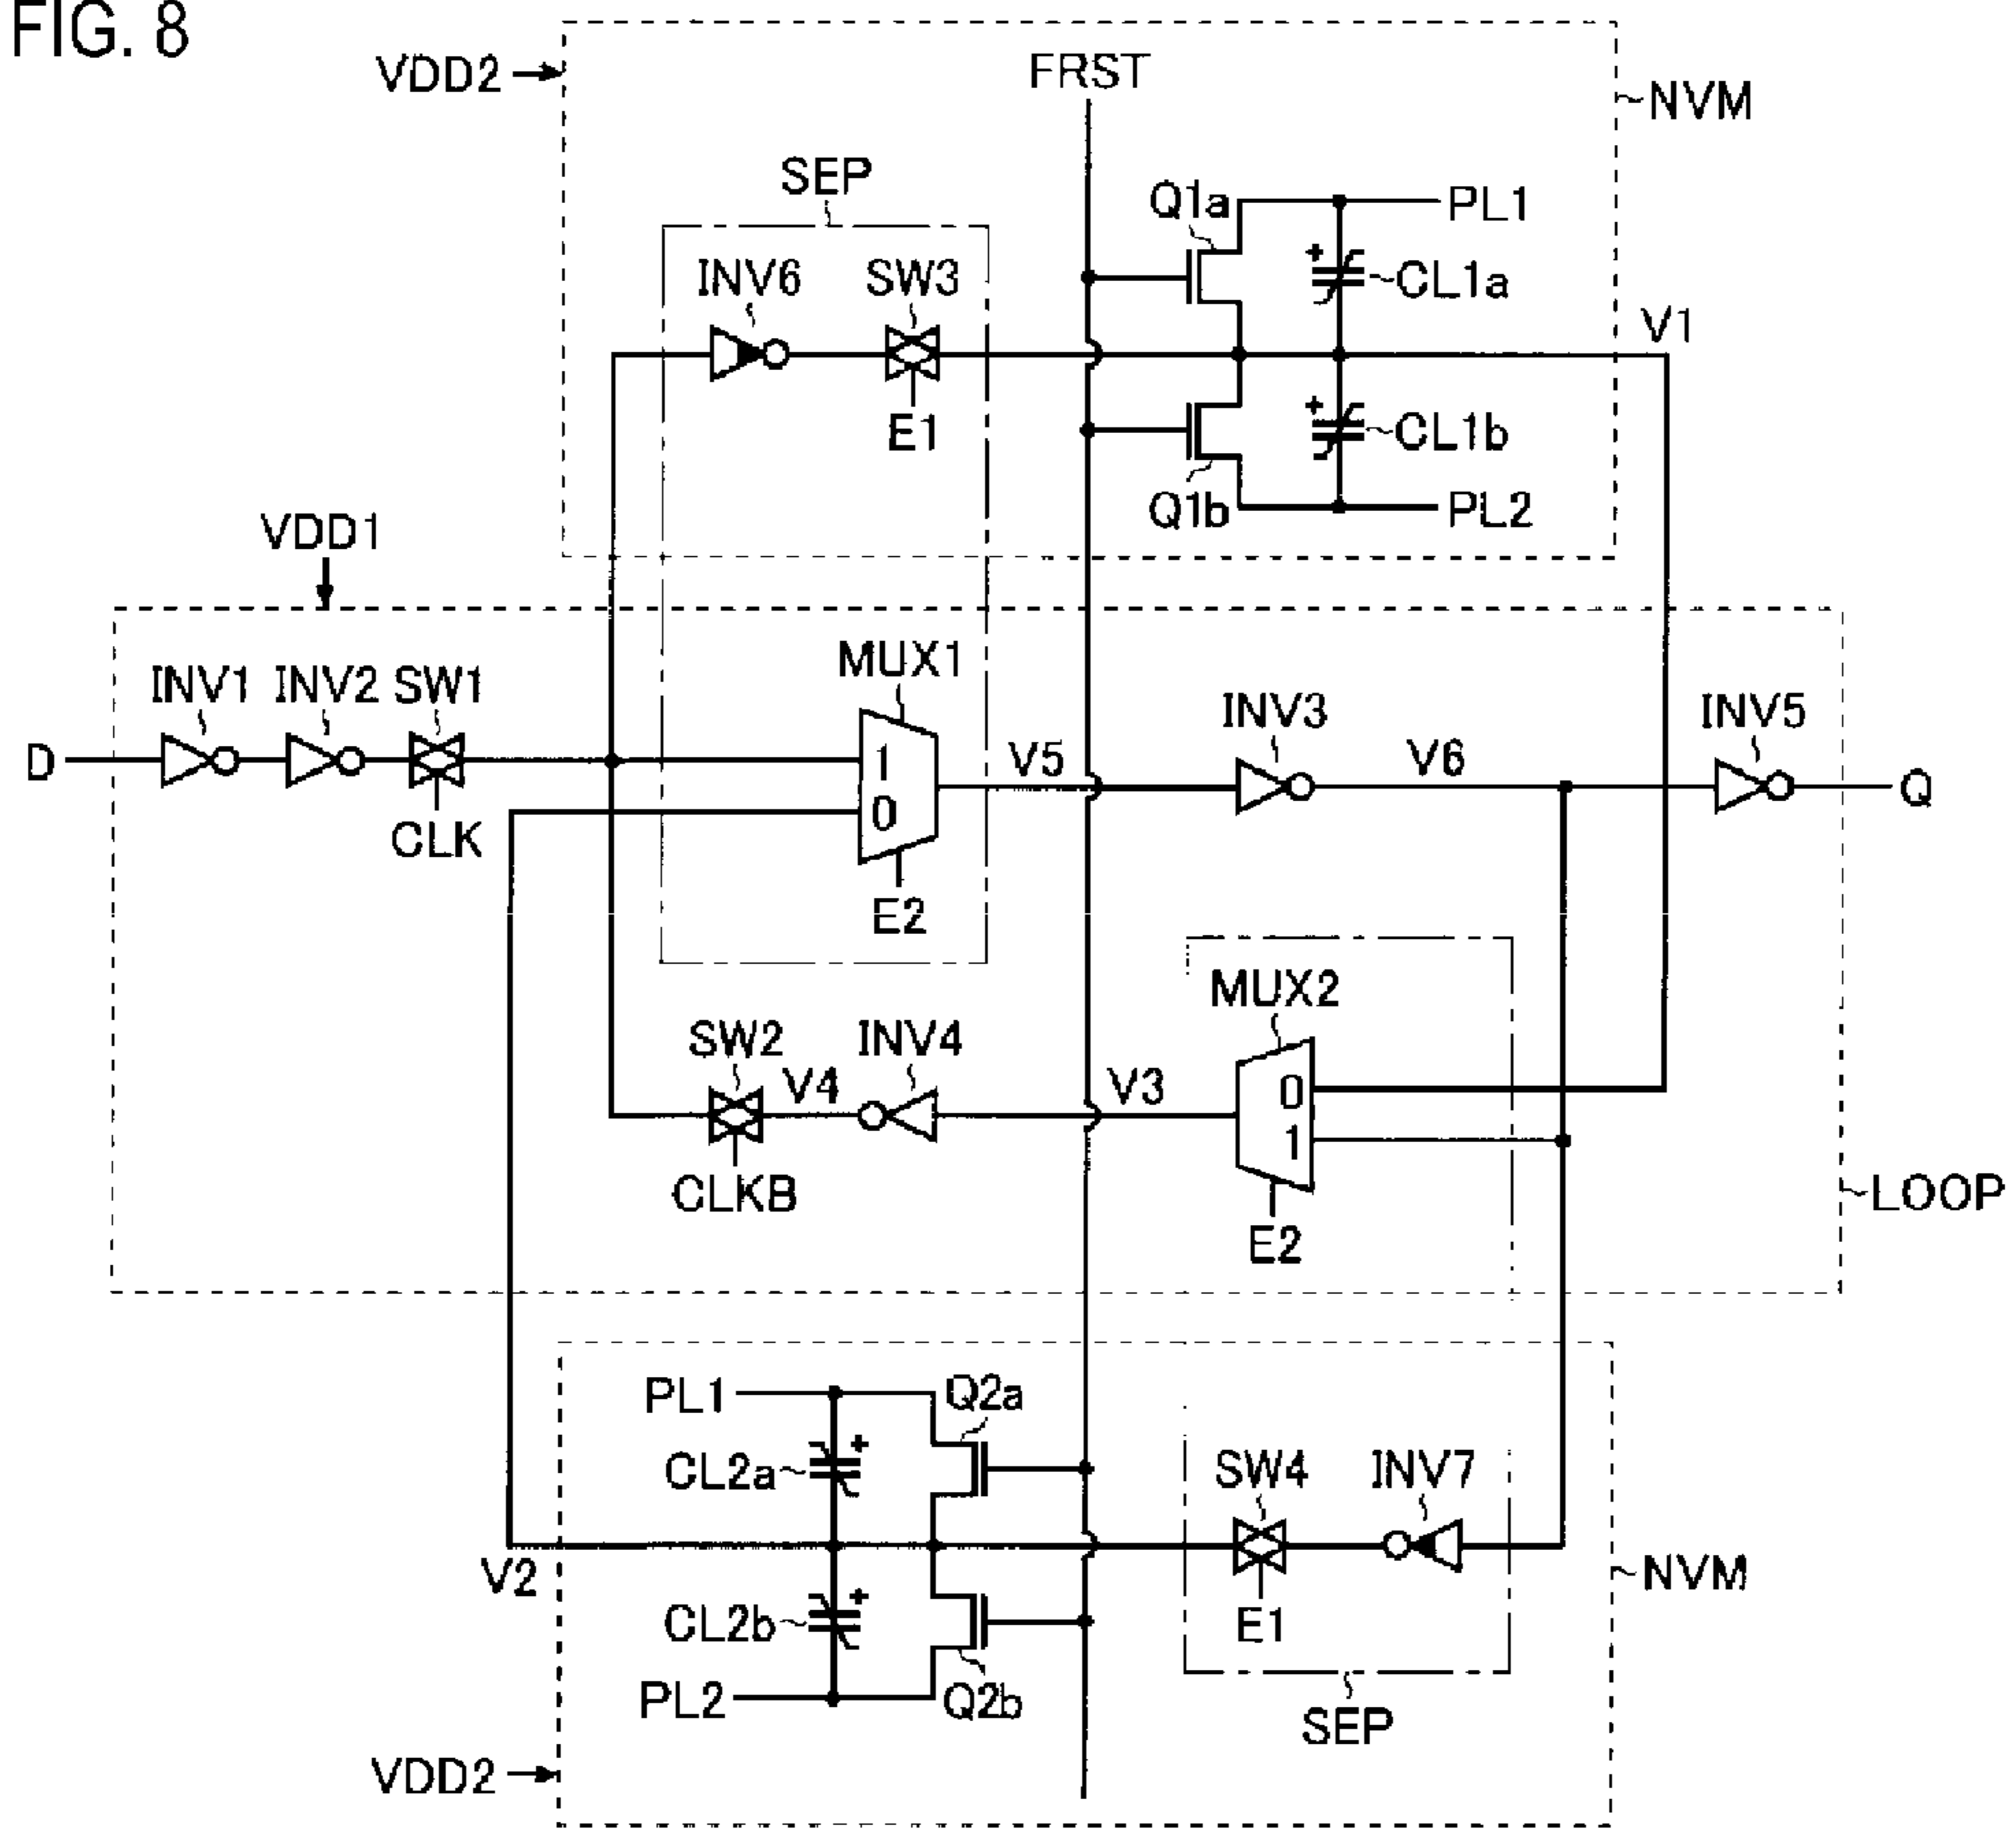 FIG. 8
VDD2
FRST
NVM
SEP
Q1a
PL1
INV6
SW3
CL1a
V1
E1
CL1b
Q1b
PL2
VDD1
MUX1
INV1
INV2
SW1
INV3
INV5
D
1
V5
V6
Q
0
CLK
E2
MUX2
SW2
INV4
V4
V3
0
1
CLKB
LOOP
E2
PL1
Q2a
CL2a
SW4
INV7
V2
NVM
CL2b
E1
PL2
Q2b
SEP
VDD2